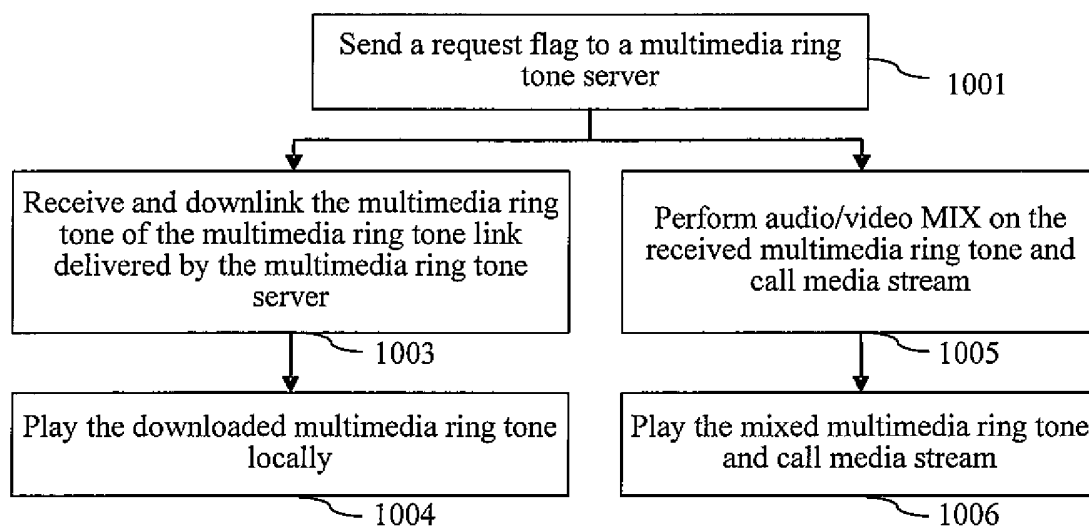 Send a request flag to a multimedia ring
tone server
1001
Receive and downlink the multimedia ring
tone of the multimedia ring tone link
delivered by the multimedia ring tone
server
1003
Perform audio/video MIX on the
received multimedia ring tone and
call media stream
1005
Play the downloaded multimedia ring tone
locally
1004
Play the mixed multimedia ring tone
and call media stream
1006